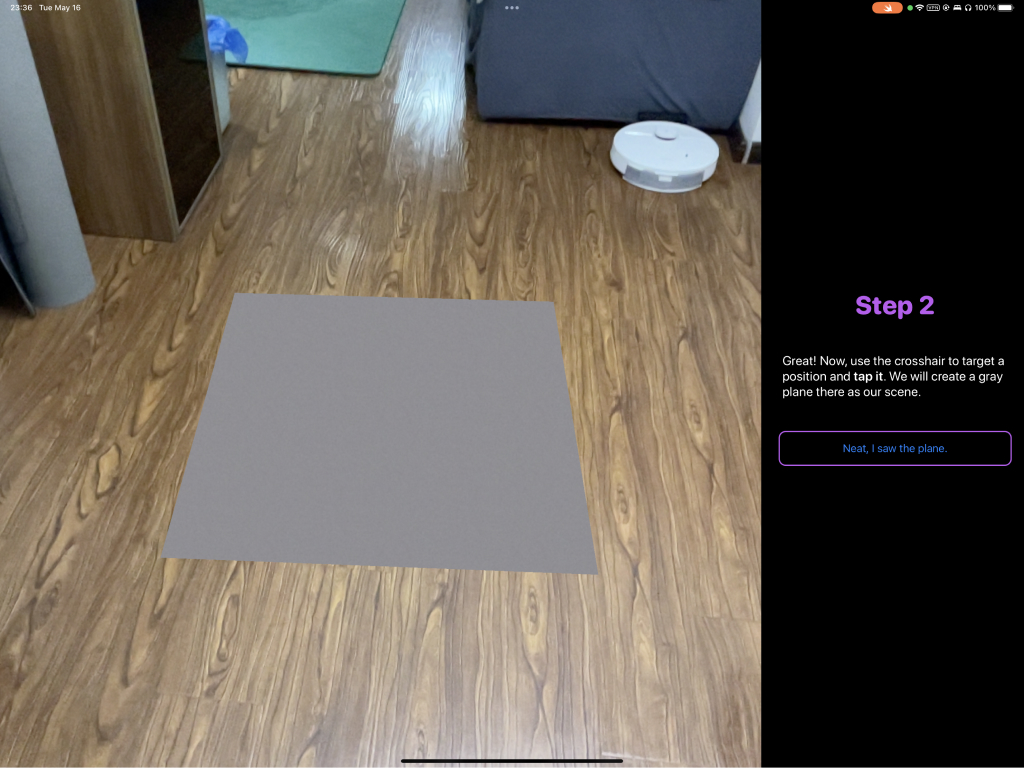 23:36 Tue May 16
VPN 100%
Step 2
Great! Now, use the crosshair to target a
position and tap it. We will create a gray
plane there as our scene.
Neat, I saw the plane.